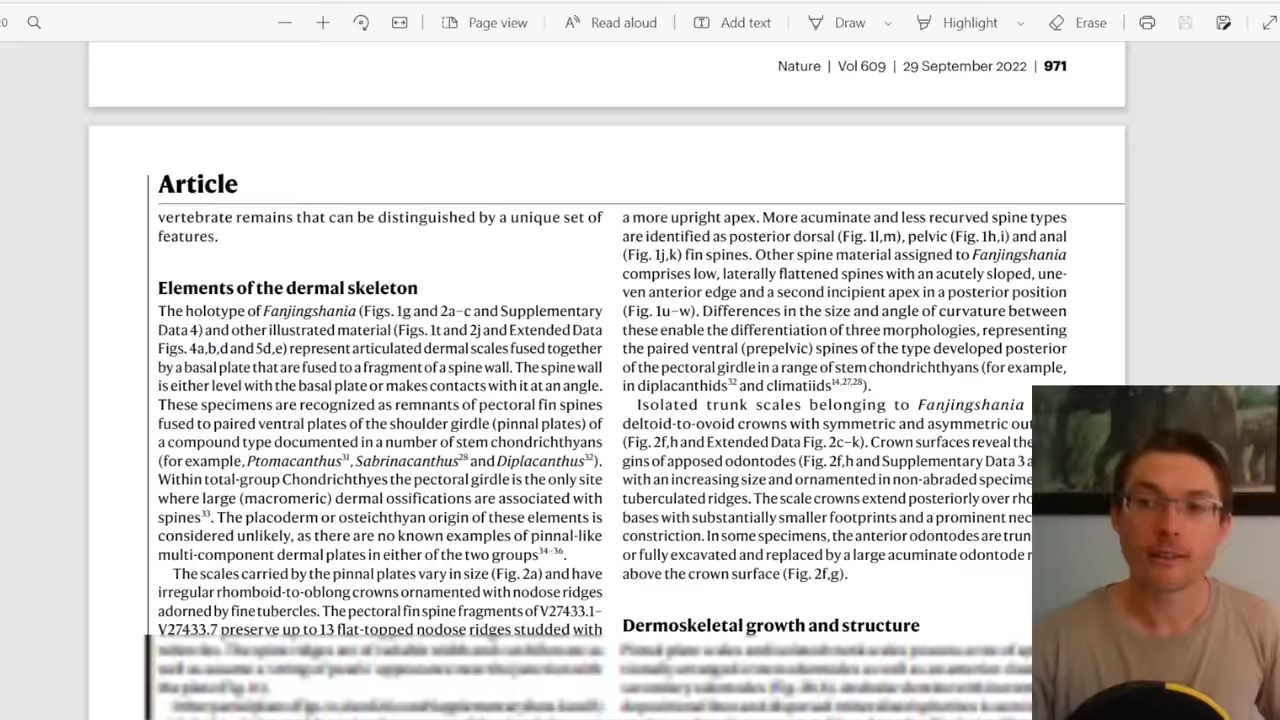 Page view
Read aloud
Add text
Draw
Highlight
Erase
Nature | Vol 609 | 29 September 2022 | 971
Article
vertebrate remains that can be distinguished by a unique set of
features.
Elements of the dermal skeleton
The holotype of Fanjingshania (Figs. 1g and 2a–c and Supplementary
Data 4) and other illustrated material (Figs. 1t and 2j and Extended Data
Figs. 4a,b,d and 5d,e) represent articulated dermal scales fused together
by a basal plate that are fused to a fragment of a spine wall. The spine wall
is either level with the basal plate or makes contacts with it at an angle.
These specimens are recognized as remnants of pectoral fin spines
fused to paired ventral plates of the shoulder girdle (pinnal plates) of
a compound type documented in a number of stem chondrichthyans
(for example, Ptomacanthus31, Sabrinacanthus28 and Diplacanthus32).
Within total-group Chondrichthyes the pectoral girdle is the only site
where large (macromeric) dermal ossifications are associated with
spines33. The placoderm or osteichthyan origin of these elements is
considered unlikely, as there are no known examples of pinnal-like
multi-component dermal plates in either of the two groups34–36.
The scales carried by the pinnal plates vary in size (Fig. 2a) and have
irregular rhomboid-to-oblong crowns ornamented with nodose ridges
adorned by fine tubercles. The pectoral fin spine fragments of V27433.1–
V27433.7 preserve up to 13 flat-topped nodose ridges studded with
a more upright apex. More acuminate and less recurved spine types
are identified as posterior dorsal (Fig. 1l,m), pelvic (Fig. 1h,i) and anal
(Fig. 1j,k) fin spines. Other spine material assigned to Fanjingshania
comprises low, laterally flattened spines with an acutely sloped, une-
ven anterior edge and a second incipient apex in a posterior position
(Fig. 1u–w). Differences in the size and angle of curvature between
these enable the differentiation of three morphologies, representing
the paired ventral (prepelvic) spines of the type developed posterior
of the pectoral girdle in a range of stem chondrichthyans (for example,
in diplacanthids32 and climatiids14,27,28).
Isolated trunk scales belonging to Fanjingshania
deltoid-to-ovoid crowns with symmetric and asymmetric out
(Fig. 2f,h and Extended Data Fig. 2c–k). Crown surfaces reveal the
gins of apposed odontodes (Fig. 2f,h and Supplementary Data 3 a
with an increasing size and ornamented in non-abraded specime
tuberculated ridges. The scale crowns extend posteriorly over rho
bases with substantially smaller footprints and a prominent nec
constriction. In some specimens, the anterior odontodes are trun
or fully excavated and replaced by a large acuminate odontode r
above the crown surface (Fig. 2f,g).
Dermoskeletal growth and structure